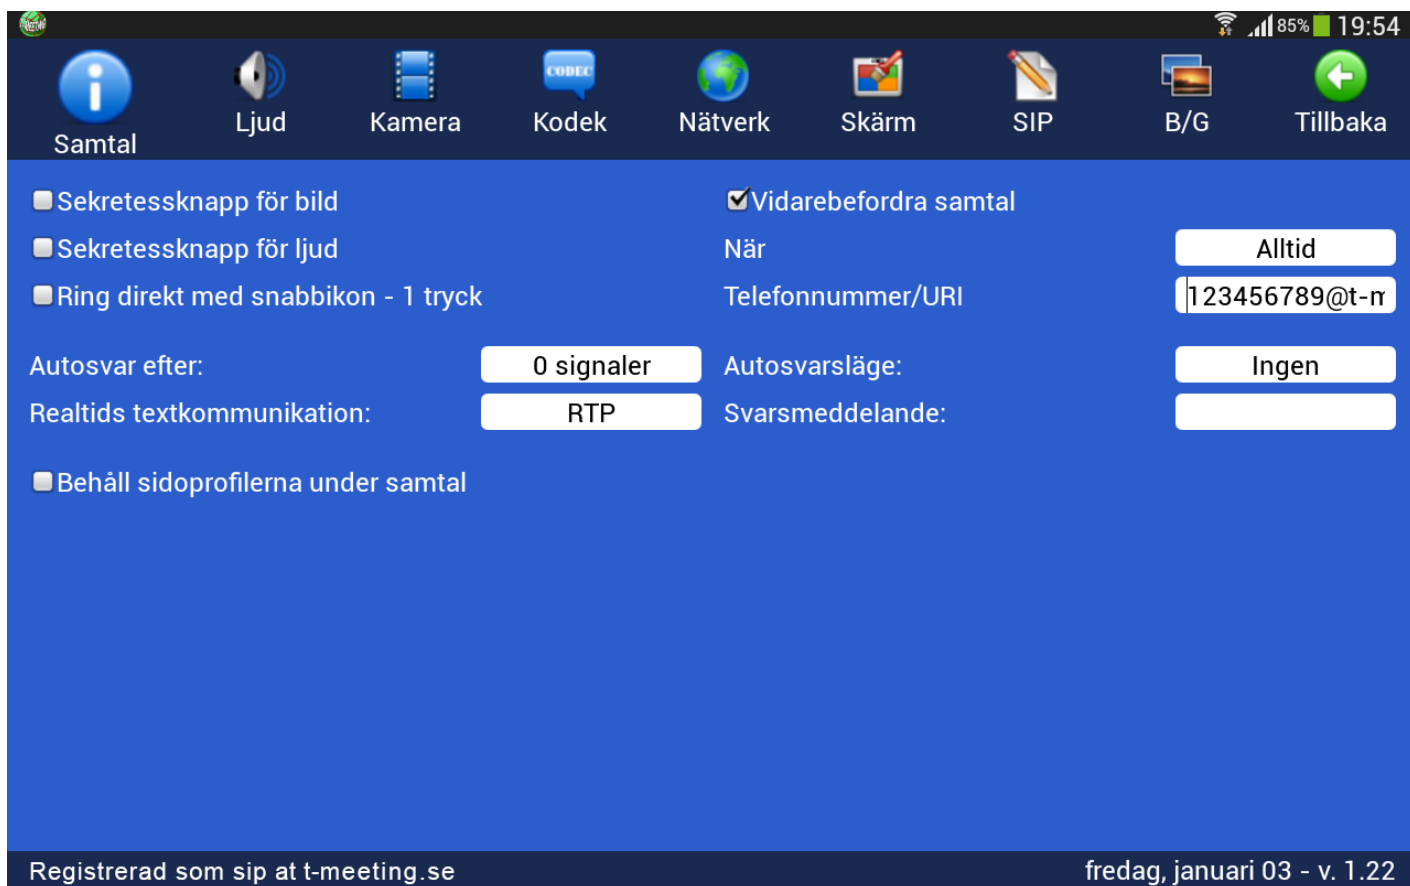 85% 19:54
Samtal Ljud Kamera CODEC Kodek Nätverk Skärm SIP B/G Tillbaka
Sekretessknapp för bild
Vidarebefordra samtal
Sekretessknapp för ljud
När Alltid
Ring direkt med snabbikon - 1 tryck
Telefonnummer/URI 123456789@t-m
Autosvar efter: 0 signaler
Autosvarsläge: Ingen
Realtids textkommunikation: RTP
Svarsmeddelande:
Behåll sidoprofilerna under samtal
Registrerad som sip at t-meeting.se
fredag, januari 03 - v. 1.22